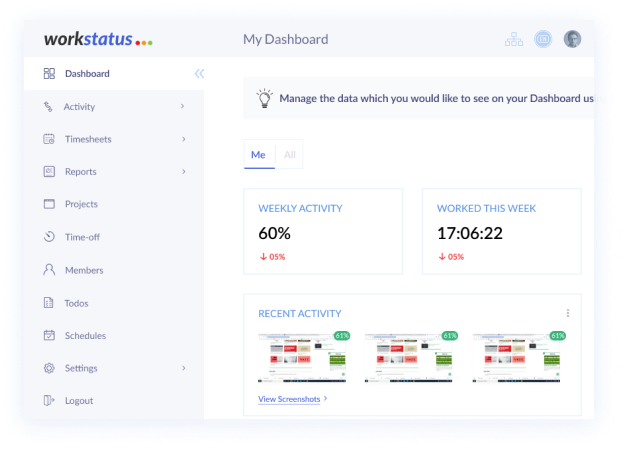 workstatus
My Dashboard
Dashboard
Activity
Timesheets
Reports
Projects
Time-off
Members
Todos
Schedules
Settings
Logout
Manage the data which you would like to see on your Dashboard us
Me All
WEEKLY ACTIVITY
60%
05%
WORKED THIS WEEK
17:06:22
05%
RECENT ACTIVITY
61% 61% 61%
View Screenshots